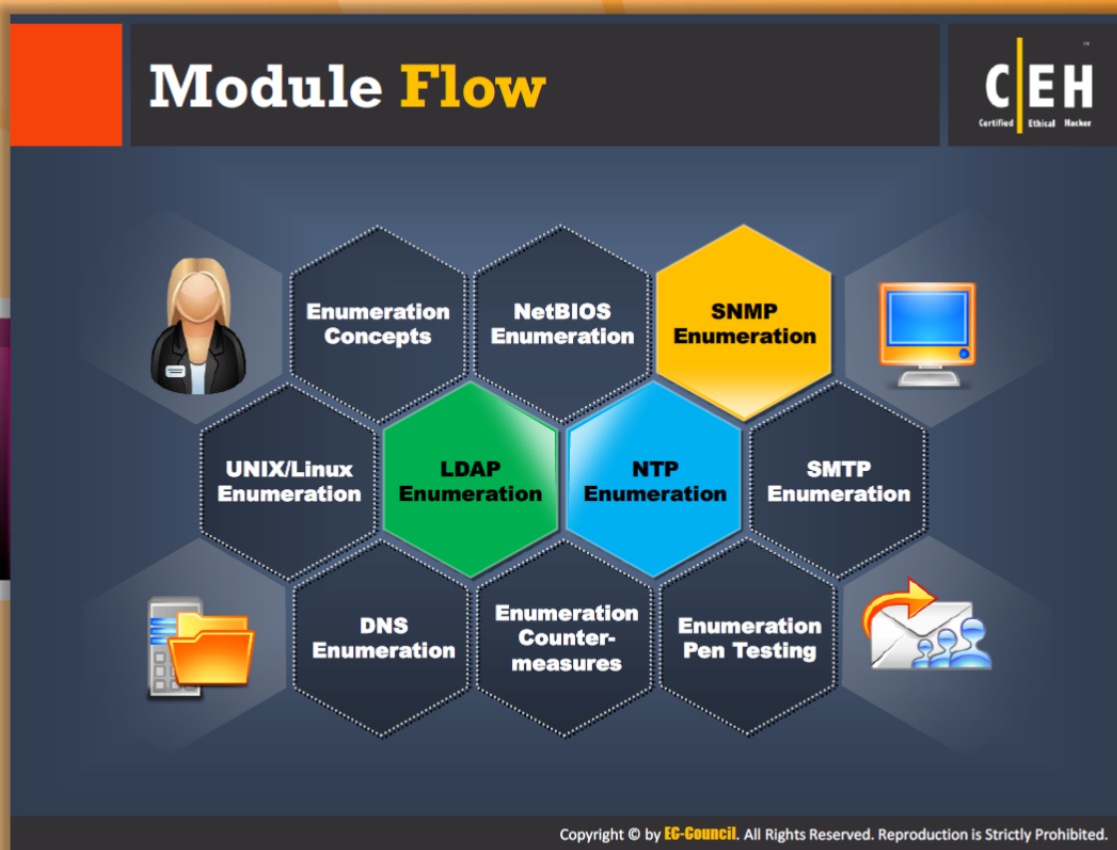 Module Flow
CEH
Certified Ethical Hacker
Enumeration
Concepts
NetBIOS
Enumeration
SNMP
Enumeration
UNIX/Linux
Enumeration
LDAP
Enumeration
NTP
Enumeration
SMTP
Enumeration
DNS
Enumeration
Enumeration
Counter-
measures
Enumeration
Pen Testing
Copyright © by EC-Council. All Rights Reserved. Reproduction is Strictly Prohibited.